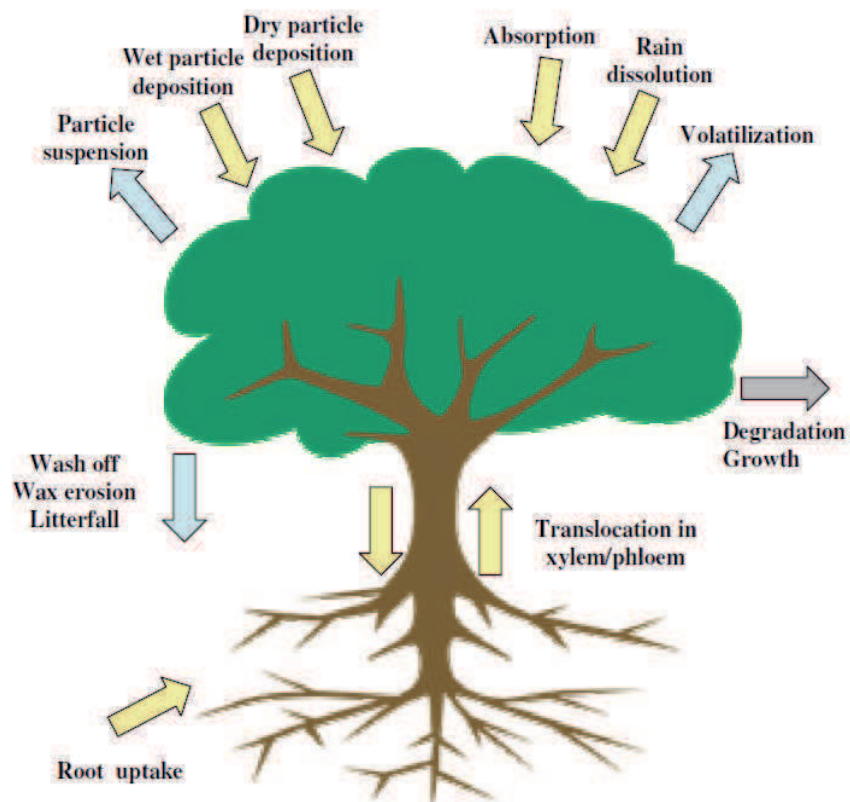 Dry particle
deposition
Wet particle
deposition
Particle
suspension
Absorption
Rain
dissolution
Volatilization
Degradation
Growth
Wash off
Wax erosion
Litterfall
Translocation in
xylem/phloem
Root uptake